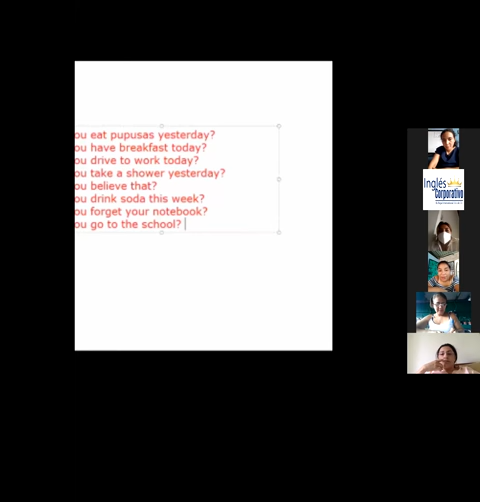 ou eat pupusas yesterday?
ou have breakfast today?
ou drive to work today?
ou take a shower yesterday?
ou believe that?
ou drink soda this week?
ou forget your notebook?
ou go to the school?
Inglés
Corporativo